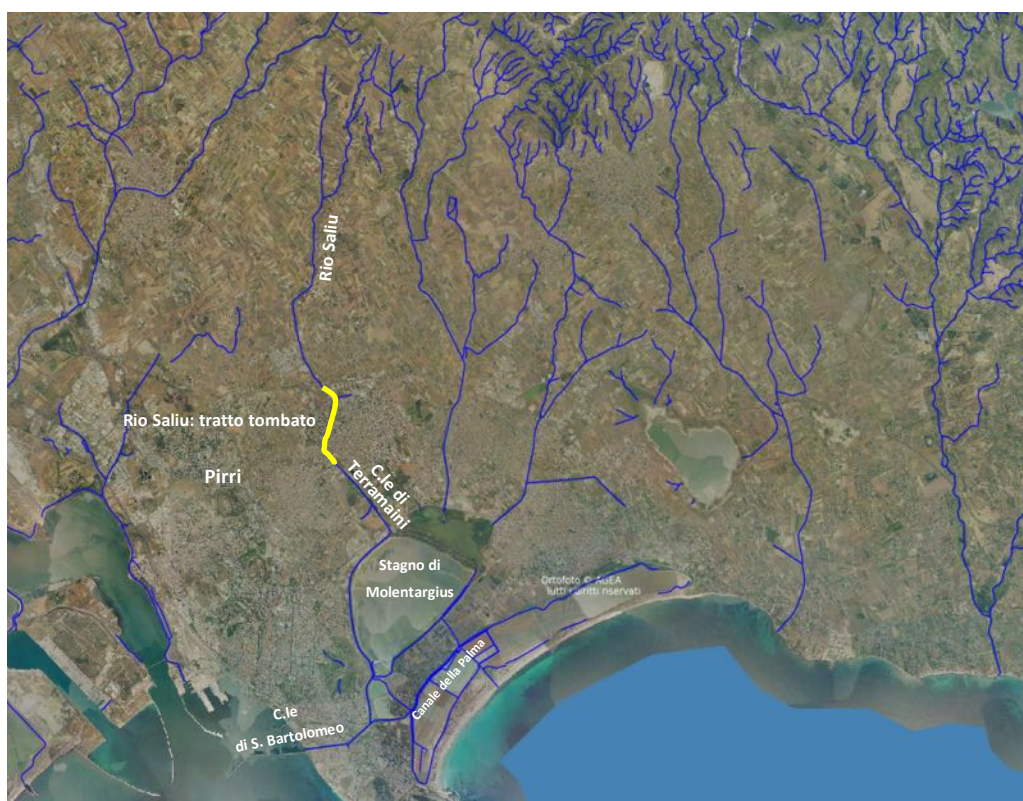 Rio Saliu
Rio Saliu: tratto tombato
Pirri
C.le di
Terramaini
Stagno di
Molentargius
Ortofoto © AGEA
Tutti i diritti riservati
Canale della Palma
C.le
di S. Bartolomeo